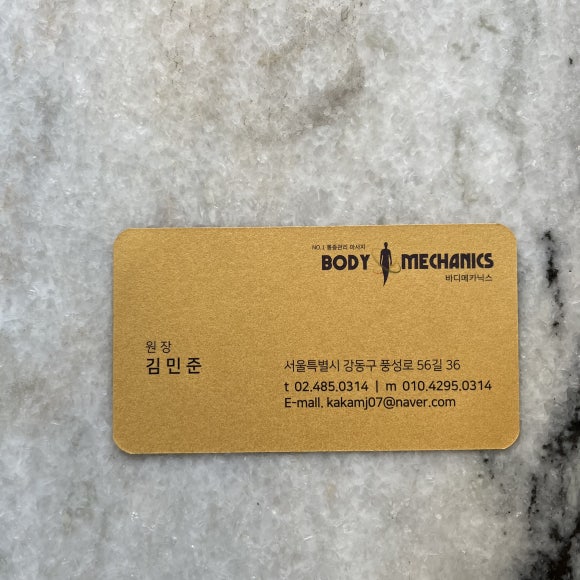 NO.1 통증관리 마사지
BODY MECHANICS
바디메카닉스
원 장
김 민 준
서울특별시 강동구 풍성로 56길 36
t 02.485.0314 | m 010.4295.0314
E-mall. kakamj07@naver.com